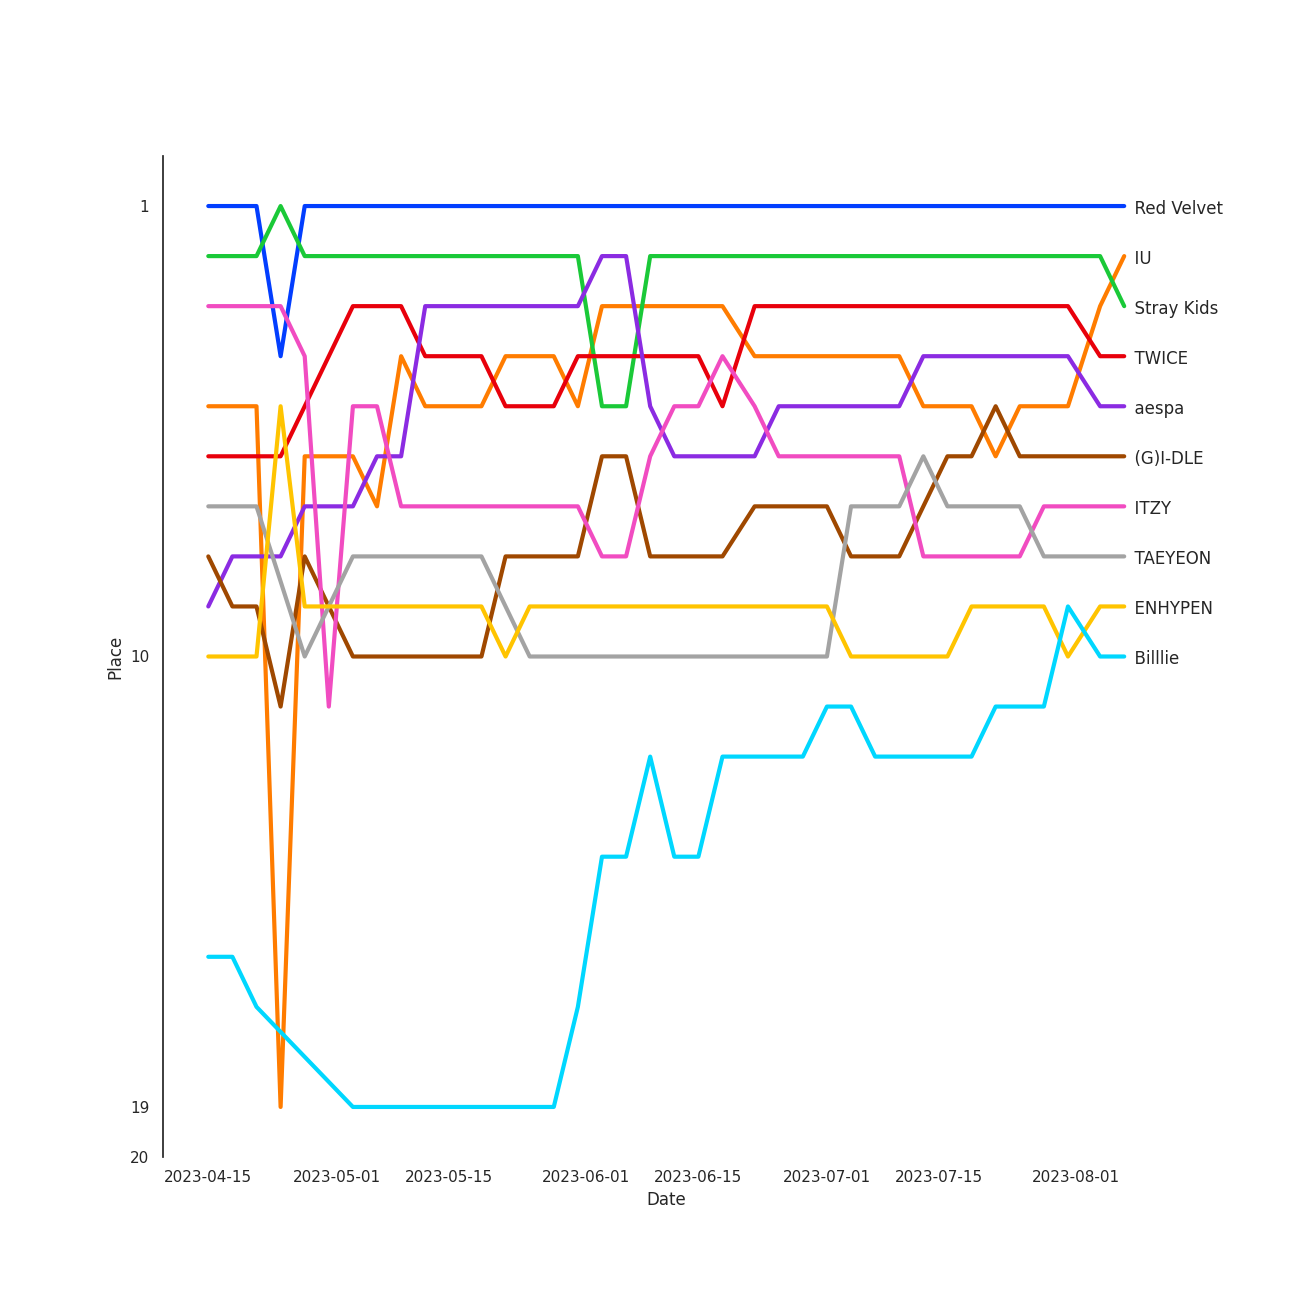 1
10
19
20
Place
2023-04-15
2023-05-01
2023-05-15
2023-06-01
2023-06-15
2023-07-01
2023-07-15
2023-08-01
Date
Red Velvet
IU
Stray Kids
TWICE
aespa
(G)I-DLE
ITZY
TAEYEON
ENHYPEN
Billlie